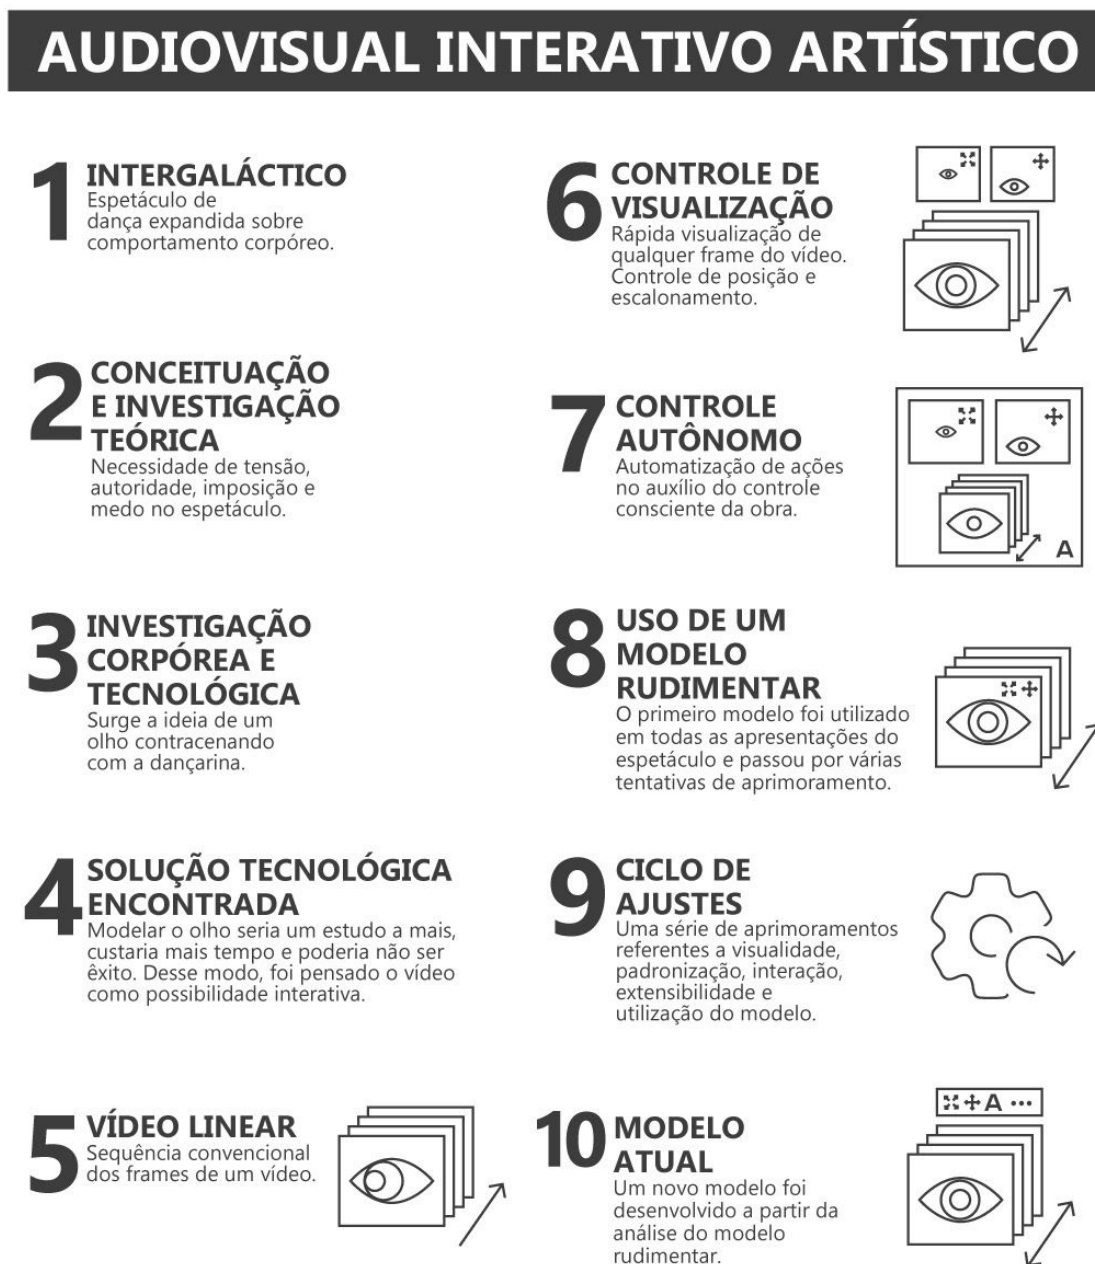 AUDIOVISUAL INTERATIVO ARTÍSTICO
1 INTERGALÁCTICO
Espetáculo de
dança expandida sobre
comportamento corpóreo.
2 CONCEITUAÇÃO
E INVESTIGAÇÃO
TEÓRICA
Necessidade de tensão,
autoridade, imposição e
medo no espetáculo.
3 INVESTIGAÇÃO
CORPÓREA E
TECNOLÓGICA
Surge a ideia de um
olho contracenando
com a dançarina.
4 SOLUÇÃO TECNOLÓGICA
ENCONTRADA
Modelar o olho seria um estudo a mais,
custaria mais tempo e poderia não ser
êxito. Desse modo, foi pensado o vídeo
como possibilidade interativa.
5 VÍDEO LINEAR
Sequência convencional
dos frames de um vídeo.
6 CONTROLE DE
VISUALIZAÇÃO
Rápida visualização de
qualquer frame do vídeo.
Controle de posição e
escalonamento.
7 CONTROLE
AUTÔNOMO
Automatização de ações
no auxílio do controle
consciente da obra.
A
8 USO DE UM
MODELO
RUDIMENTAR
O primeiro modelo foi utilizado
em todas as apresentações do
espetáculo e passou por várias
tentativas de aprimoramento.
9 CICLO DE
AJUSTES
Uma série de aprimoramentos
referentes a visualidade,
padronização, interação,
extensibilidade e
utilização do modelo.
10 MODELO
ATUAL
Um novo modelo foi
desenvolvido a partir da
análise do modelo
rudimentar.
A ...